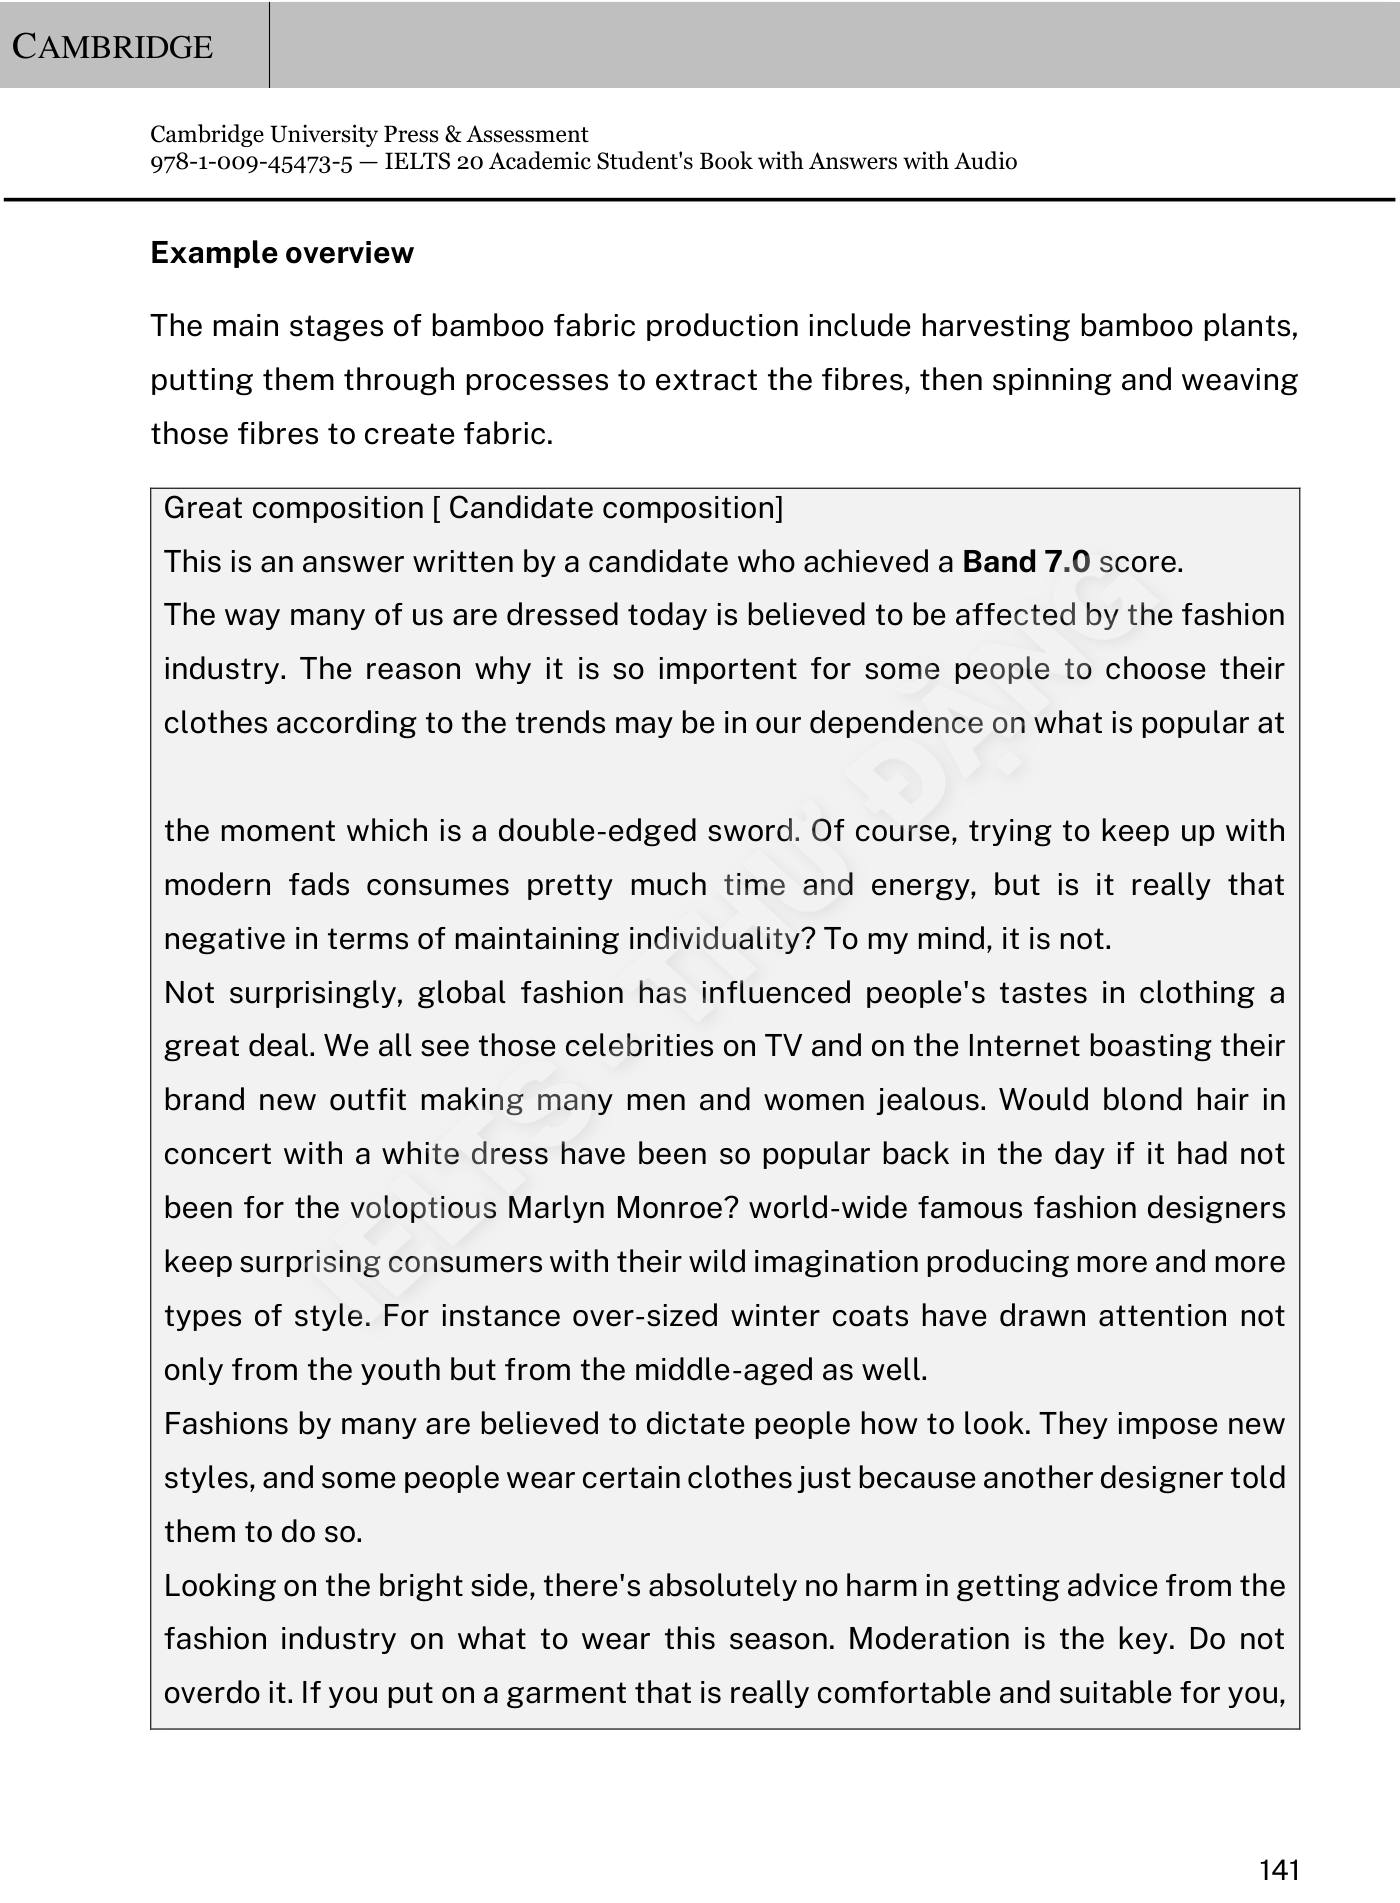 CAMBRIDGE
Cambridge University Press & Assessment
978-1-009-45473-5 — IELTS 20 Academic Student's Book with Answers with Audio
Example overview
The main stages of bamboo fabric production include harvesting bamboo plants,
putting them through processes to extract the fibres, then spinning and weaving
those fibres to create fabric.
Great composition [ Candidate composition]
This is an answer written by a candidate who achieved a Band 7.0 score.
The way many of us are dressed today is believed to be affected by the fashion
industry. The reason why it is so importent for some people to choose their
clothes according to the trends may be in our dependence on what is popular at
the moment which is a double-edged sword. Of course, trying to keep up with
modern fads consumes pretty much time and energy, but is it really that
negative in terms of maintaining individuality? To my mind, it is not.
Not surprisingly, global fashion has influenced people's tastes in clothing a
great deal. We all see those celebrities on TV and on the Internet boasting their
brand new outfit making many men and women jealous. Would blond hair in
concert with a white dress have been so popular back in the day if it had not
been for the voloptious Marlyn Monroe? world-wide famous fashion designers
keep surprising consumers with their wild imagination producing more and more
types of style. For instance over-sized winter coats have drawn attention not
only from the youth but from the middle-aged as well.
Fashions by many are believed to dictate people how to look. They impose new
styles, and some people wear certain clothes just because another designer told
them to do so.
Looking on the bright side, there's absolutely no harm in getting advice from the
fashion industry on what to wear this season. Moderation is the key. Do not
overdo it. If you put on a garment that is really comfortable and suitable for you,
IELTS - THƯ ĐẶNG
141